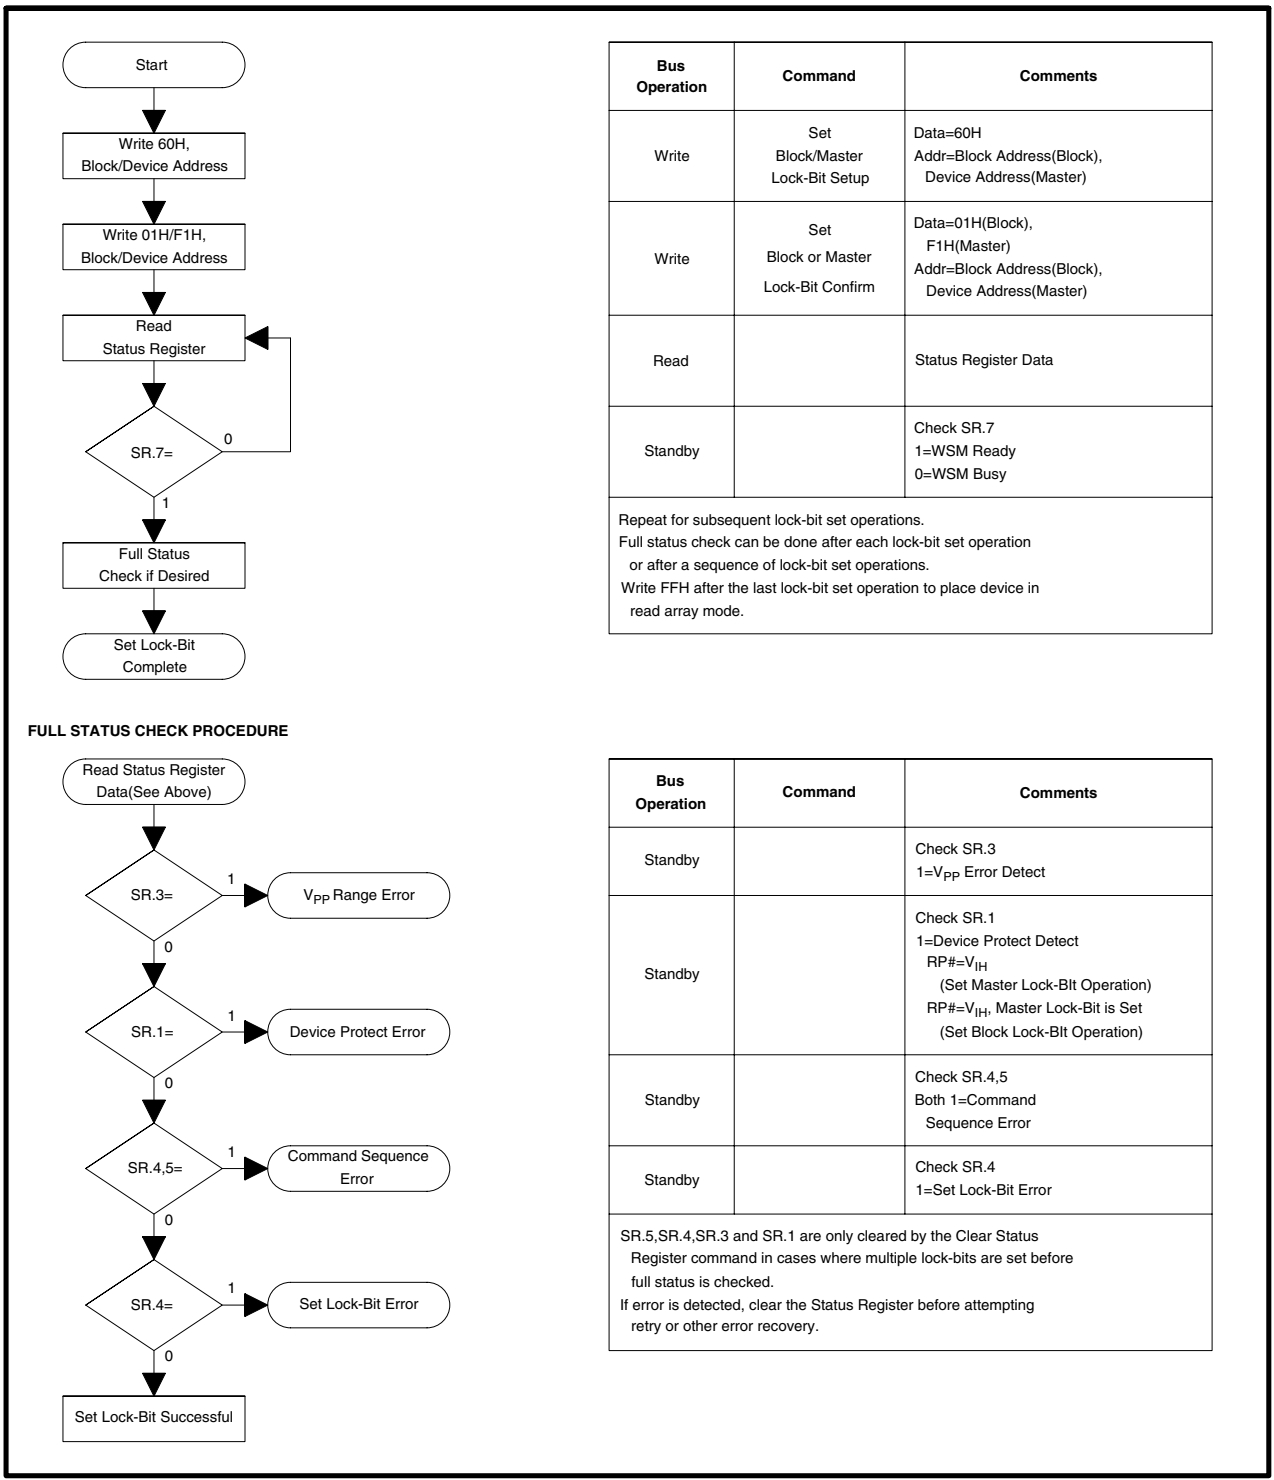 Start
Write 60H,
Block/Device Address
Write 01H/F1H,
Block/Device Address
Read
Status Register
SR.7=
0
1
Full Status
Check if Desired
Set Lock-Bit
Complete
Bus
Operation
Command
Comments
Write
Set
Block/Master
Lock-Bit Setup
Data=60H
Addr=Block Address(Block),
Device Address(Master)
Write
Set
Block or Master
Lock-Bit Confirm
Data=01H(Block),
F1H(Master)
Addr=Block Address(Block),
Device Address(Master)
Read
Status Register Data
Standby
Check SR.7
1=WSM Ready
0=WSM Busy
Repeat for subsequent lock-bit set operations.
Full status check can be done after each lock-bit set operation
or after a sequence of lock-bit set operations.
Write FFH after the last lock-bit set operation to place device in
read array mode.
FULL STATUS CHECK PROCEDURE
Read Status Register
Data(See Above)
SR.3=
1
VPP Range Error
0
SR.1=
1
Device Protect Error
0
SR.4,5=
1
Command Sequence
Error
0
SR.4=
1
Set Lock-Bit Error
0
Set Lock-Bit Successful
Bus
Operation
Command
Comments
Standby
Check SR.3
1=VPP Error Detect
Standby
Check SR.1
1=Device Protect Detect
RP#=VIH
(Set Master Lock-BIt Operation)
RP#=VIH, Master Lock-Bit is Set
(Set Block Lock-BIt Operation)
Standby
Check SR.4,5
Both 1=Command
Sequence Error
Standby
Check SR.4
1=Set Lock-Bit Error
SR.5,SR.4,SR.3 and SR.1 are only cleared by the Clear Status
Register command in cases where multiple lock-bits are set before
full status is checked.
If error is detected, clear the Status Register before attempting
retry or other error recovery.